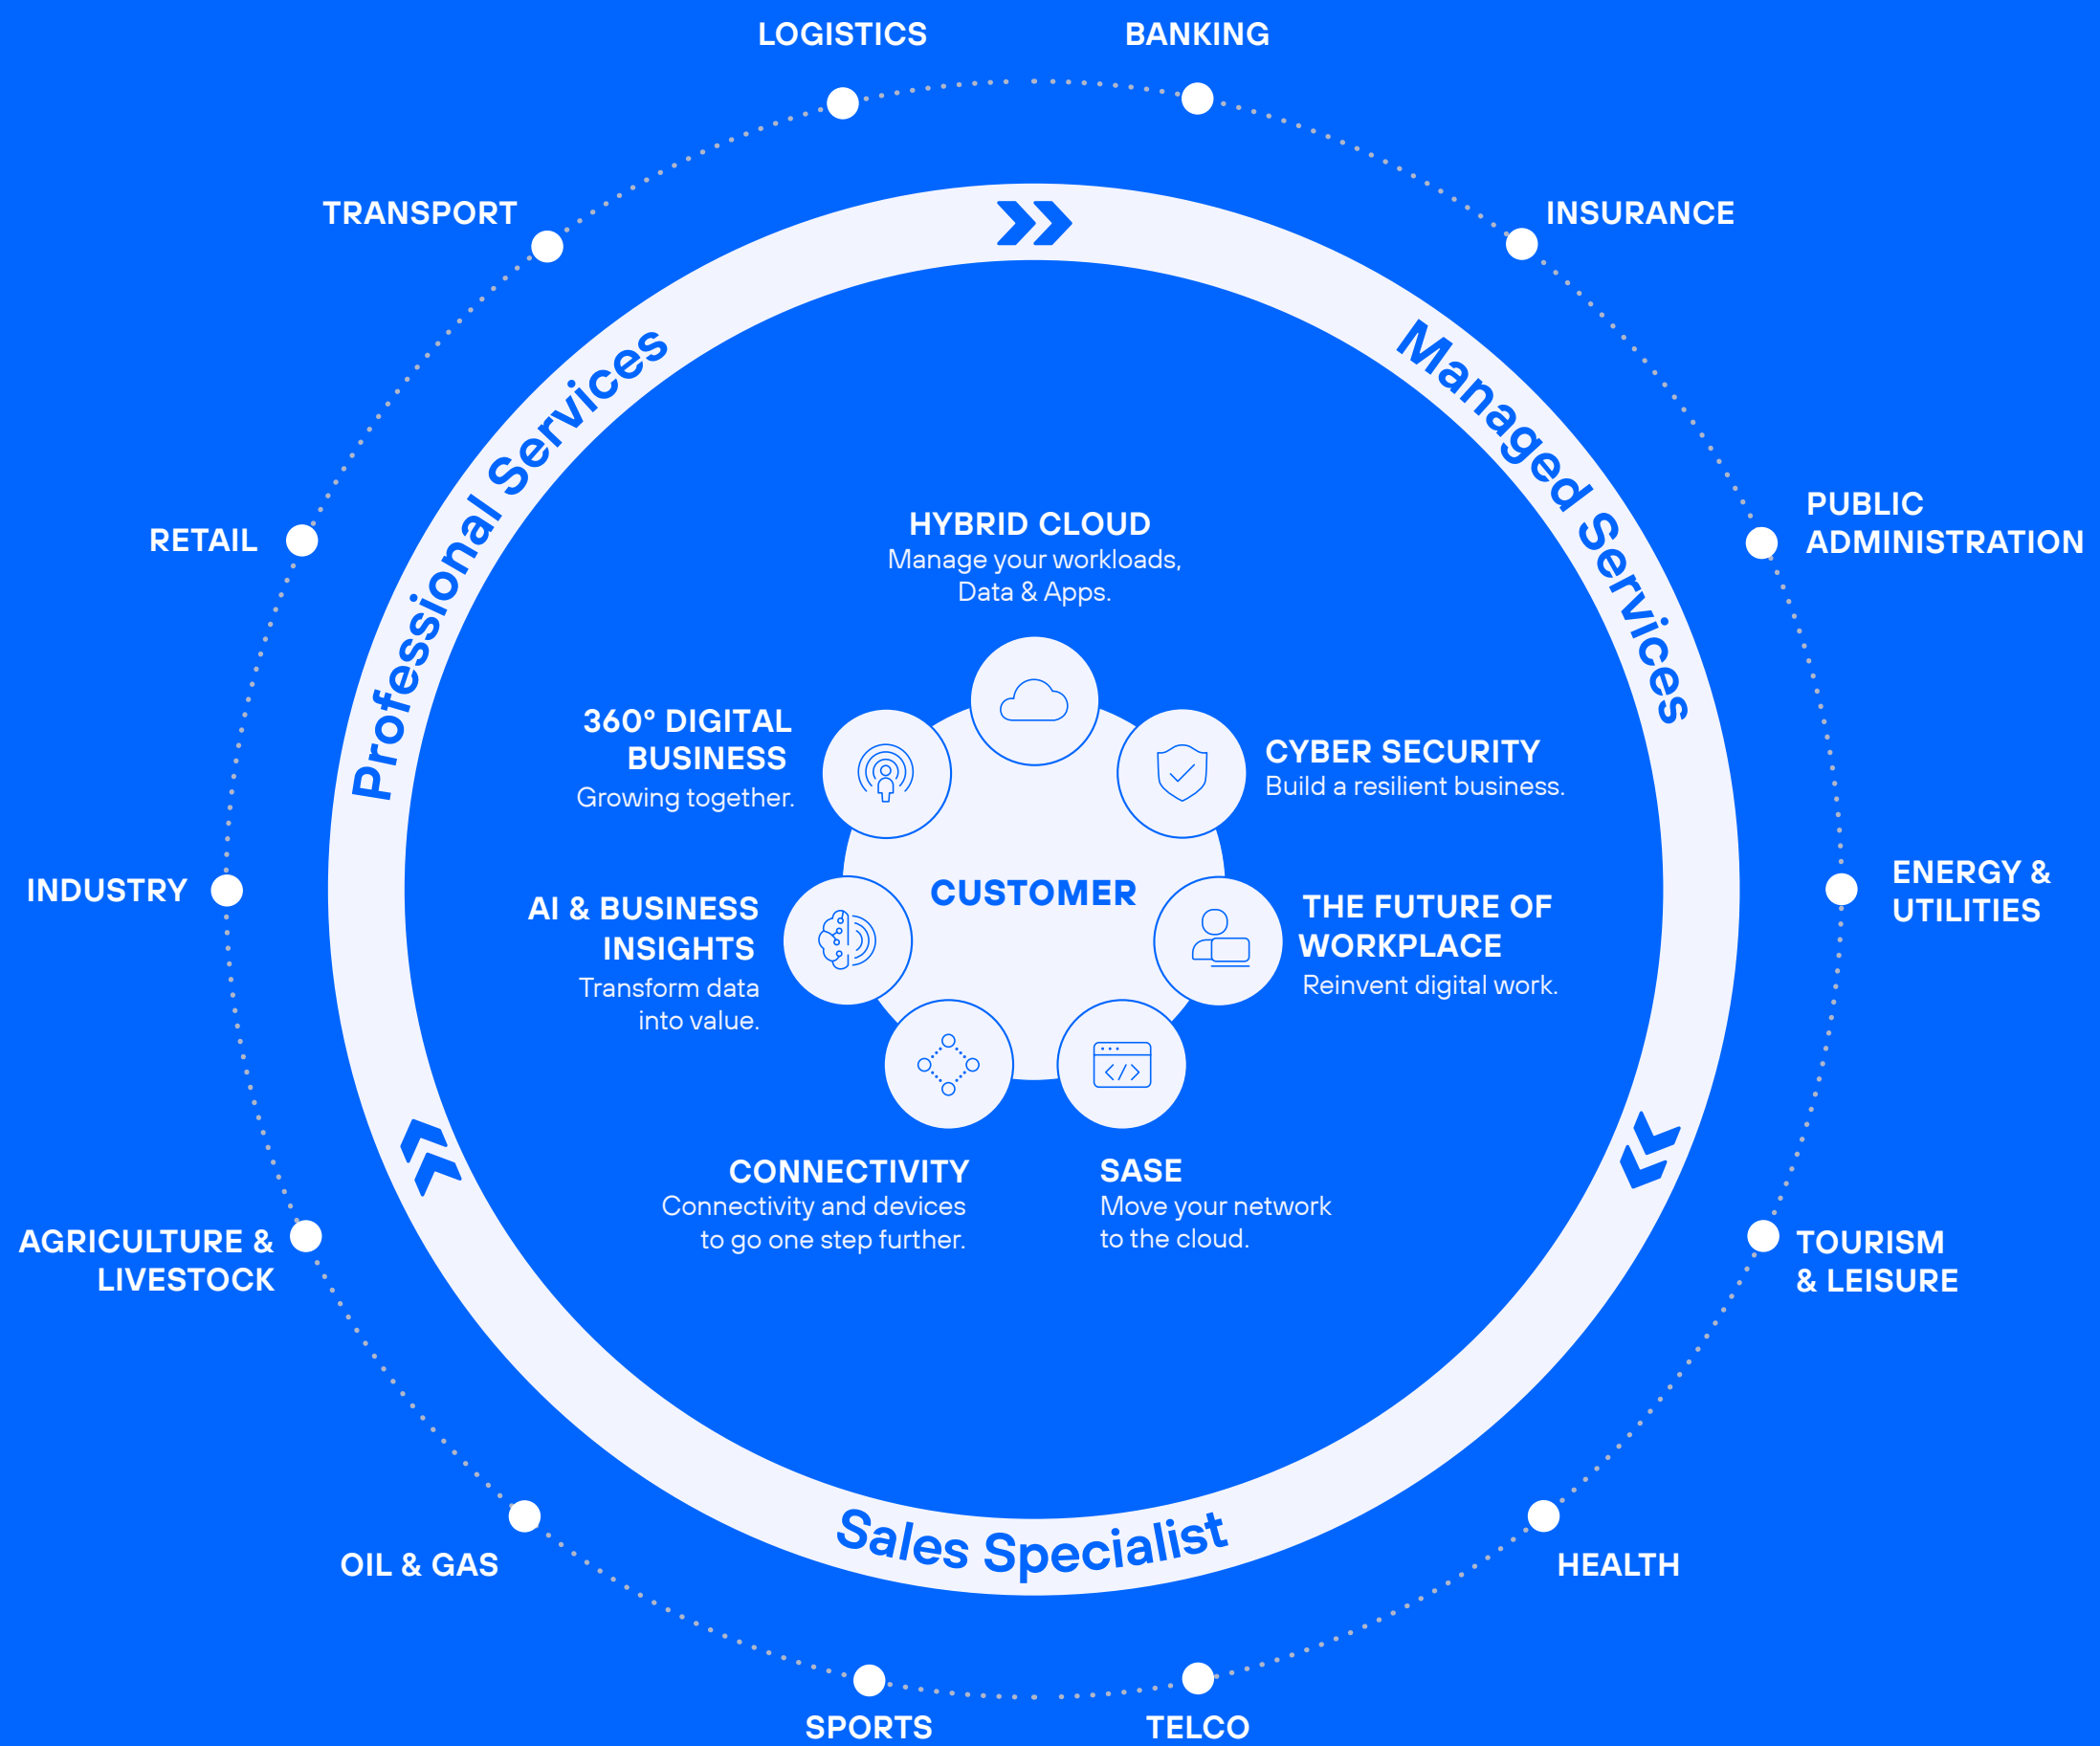 LOGISTICS
BANKING
TRANSPORT
INSURANCE
RETAIL
PUBLIC
ADMINISTRATION
INDUSTRY
ENERGY &
UTILITIES
AGRICULTURE &
LIVESTOCK
TOURISM
& LEISURE
OIL & GAS
HEALTH
SPORTS
TELCO
Professional Services
Managed Services
Sales Specialist
HYBRID CLOUD
Manage your workloads,
Data & Apps.
360° DIGITAL
BUSINESS
Growing together.
CYBER SECURITY
Build a resilient business.
CUSTOMER
AI & BUSINESS
INSIGHTS
Transform data
into value.
THE FUTURE OF
WORKPLACE
Reinvent digital work.
CONNECTIVITY
Connectivity and devices
to go one step further.
SASE
Move your network
to the cloud.